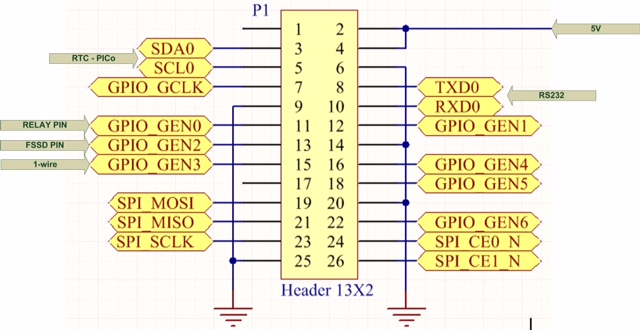 P1
1 2 5V
SDA0 3 4
RTC - PICo
SCL0 5 6
GPIO_GCLK 7 8 TXD0
RS232
9 10 RXD0
RELAY PIN GPIO_GEN0 11 12 GPIO_GEN1
FSSD PIN GPIO_GEN2 13 14
1-wire GPIO_GEN3 15 16 GPIO_GEN4
17 18 GPIO_GEN5
SPI_MOSI 19 20
SPI_MISO 21 22 GPIO_GEN6
SPI_SCLK 23 24 SPI_CE0_N
25 26 SPI_CE1_N
Header 13X2